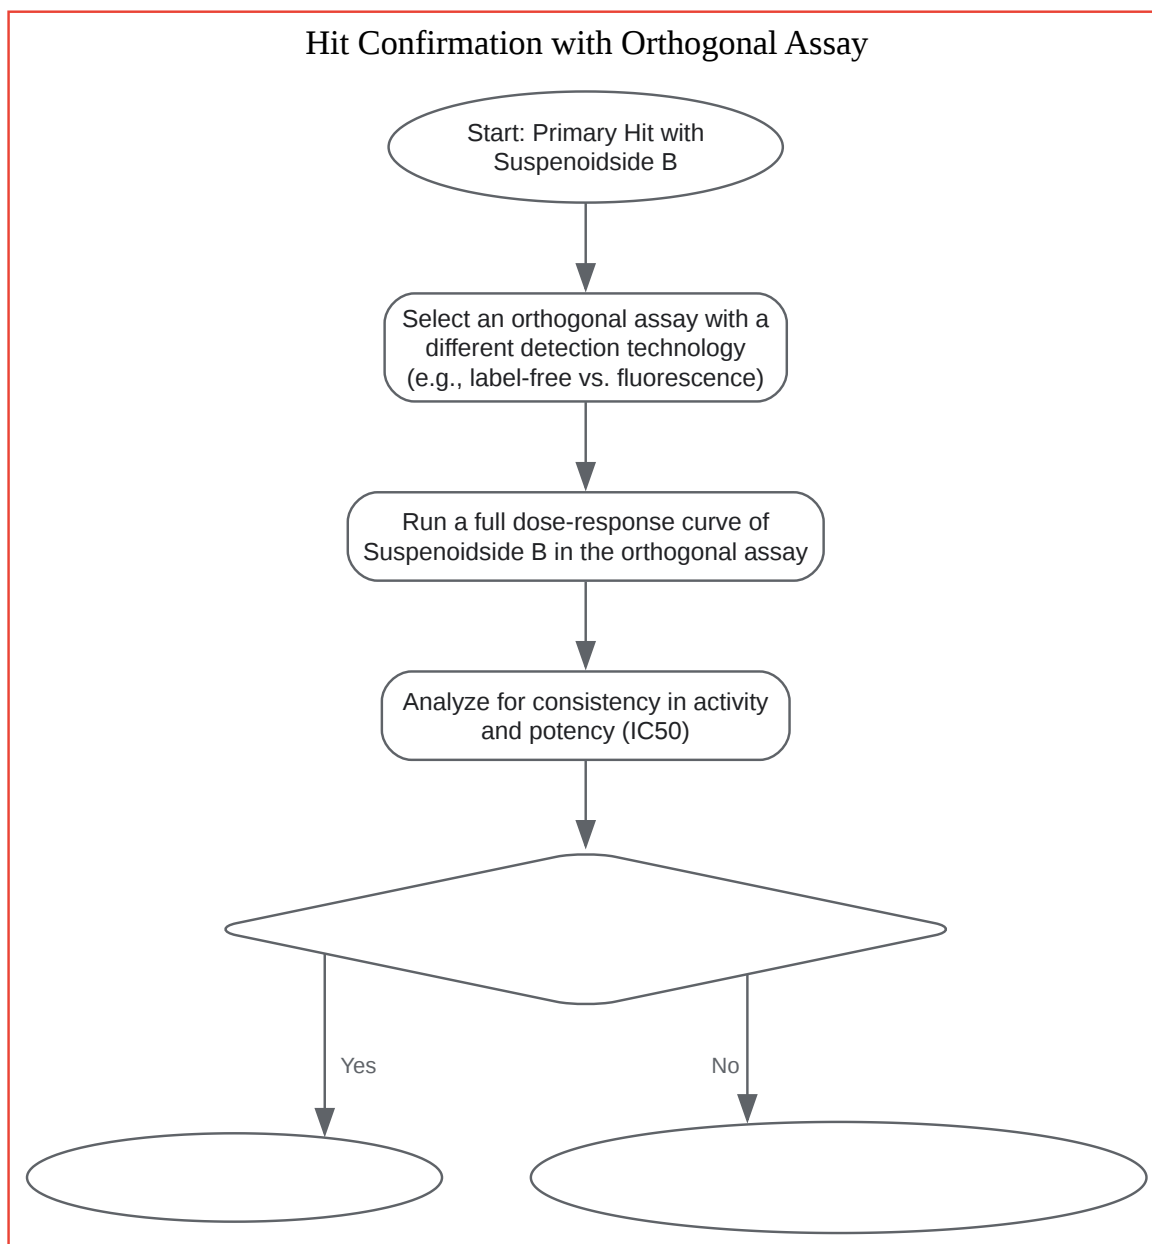 Hit Confirmation with Orthogonal Assay
Start: Primary Hit with
Suspenoidside B
Select an orthogonal assay with a
different detection technology
(e.g., label-free vs. fluorescence)
Run a full dose-response curve of
Suspenoidside B in the orthogonal assay
Analyze for consistency in activity
and potency (IC50)
Yes
No